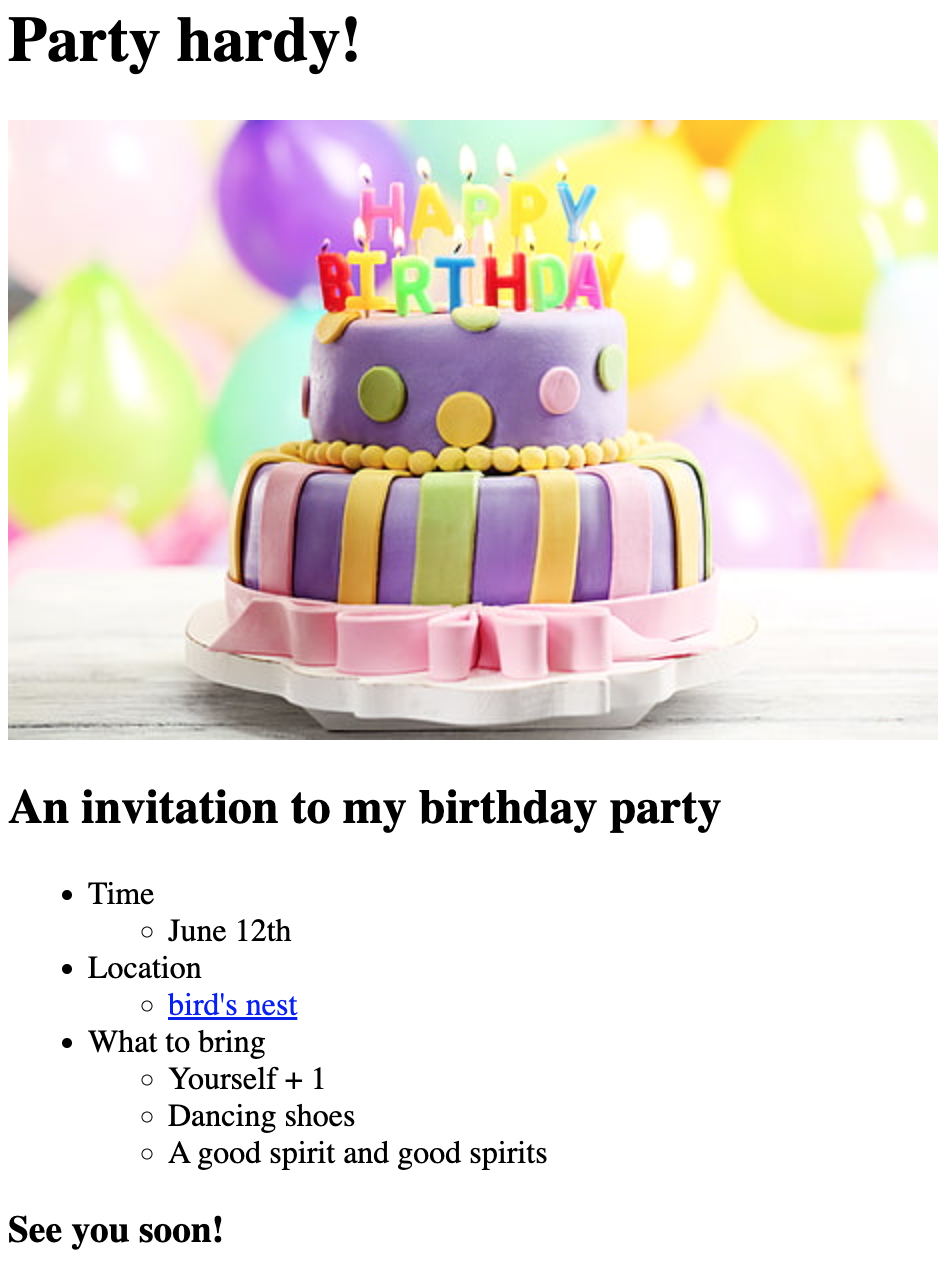 Party hardy!
HAPPY
BIRTHDAY
An invitation to my birthday party
Time
June 12th
Location
bird's nest
What to bring
Yourself + 1
Dancing shoes
A good spirit and good spirits
See you soon!